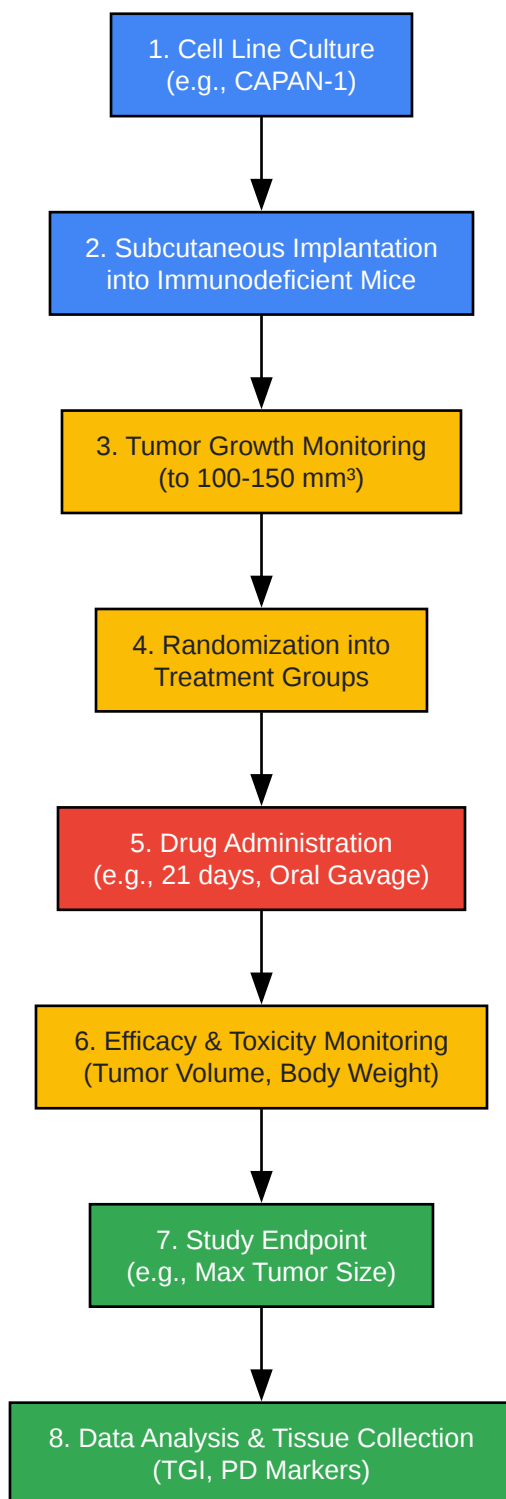 1. Cell Line Culture
(e.g., CAPAN-1)
2. Subcutaneous Implantation
into Immunodeficient Mice
3. Tumor Growth Monitoring
(to 100-150 mm³)
4. Randomization into
Treatment Groups
5. Drug Administration
(e.g., 21 days, Oral Gavage)
6. Efficacy & Toxicity Monitoring
(Tumor Volume, Body Weight)
7. Study Endpoint
(e.g., Max Tumor Size)
8. Data Analysis & Tissue Collection
(TGI, PD Markers)